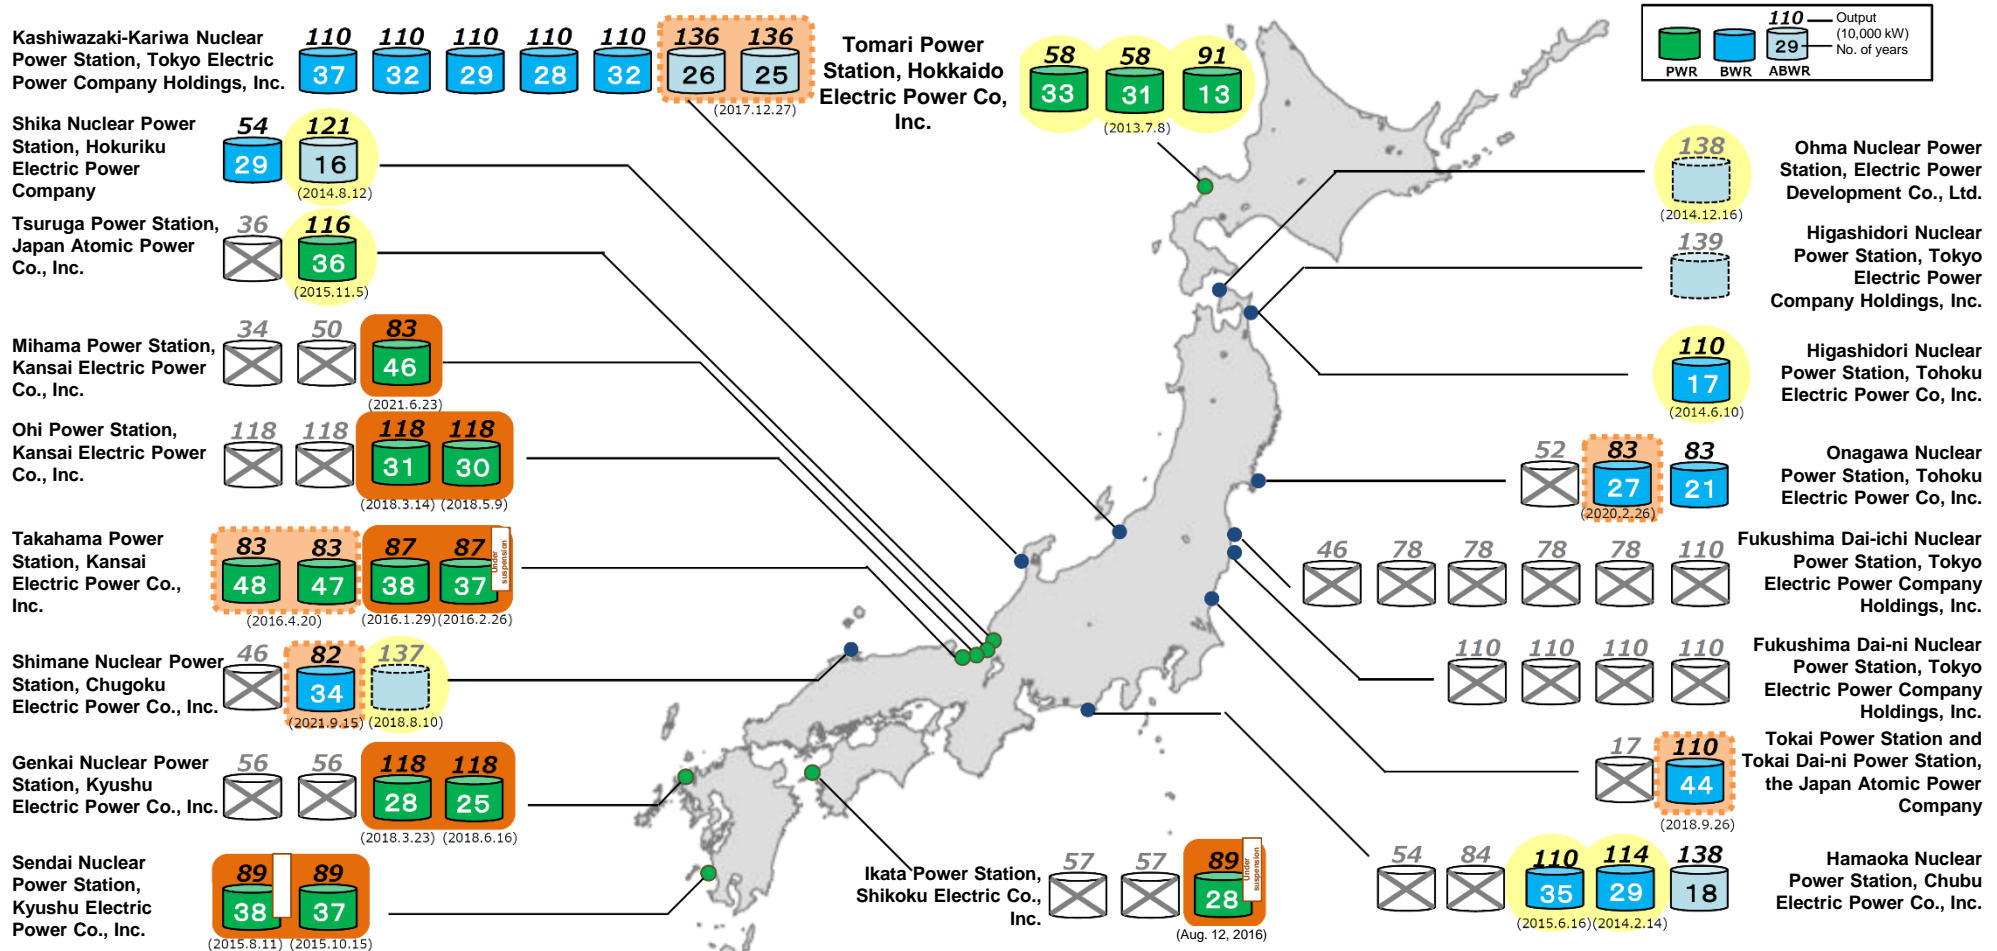 Kashiwazaki-Kariwa Nuclear
Power Station, Tokyo Electric
Power Company Holdings, Inc.
110 110 110 110 110 136 136
37 32 29 28 32 26 25
(2017.12.27)
Tomari Power
Station, Hokkaido
Electric Power Co,
Inc.
58 58 91
33 31 13
(2013.7.8)
110 Output
(10,000 kW)
29 No. of years
PWR BWR ABWR
Shika Nuclear Power
Station, Hokuriku
Electric Power
Company
54 121
29 16
(2014.8.12)
Tsuruga Power Station,
Japan Atomic Power
Co., Inc.
36 116
36
(2015.11.5)
Mihama Power Station,
Kansai Electric Power
Co., Inc.
34 50 83
46
(2021.6.23)
Ohi Power Station,
Kansai Electric Power
Co., Inc.
118 118 118 118
31 30
(2018.3.14) (2018.5.9)
Takahama Power
Station, Kansai
Electric Power Co.,
Inc.
83 83 87 87
48 47 38 37
Under
suspension
(2016.4.20) (2016.1.29) (2016.2.26)
Shimane Nuclear Power
Station, Chugoku
Electric Power Co., Inc.
46 82 137
34
(2021.9.15) (2018.8.10)
Genkai Nuclear Power
Station, Kyushu
Electric Power Co., Inc.
56 56 118 118
28 25
(2018.3.23) (2018.6.16)
Sendai Nuclear
Power Station,
Kyushu Electric
Power Co., Inc.
89 89
38 37
(2015.8.11) (2015.10.15)
Ikata Power Station,
Shikoku Electric Co.,
Inc.
57 57 89
28
Under
suspension
(Aug. 12, 2016)
138
(2014.12.16)
Ohma Nuclear Power
Station, Electric Power
Development Co., Ltd.
139
Higashidori Nuclear
Power Station, Tokyo
Electric Power
Company Holdings, Inc.
110
17
(2014.6.10)
Higashidori Nuclear
Power Station, Tohoku
Electric Power Co, Inc.
52 83 83
27 21
(2020.2.26)
Onagawa Nuclear
Power Station, Tohoku
Electric Power Co, Inc.
46 78 78 78 78 110
Fukushima Dai-ichi Nuclear
Power Station, Tokyo
Electric Power Company
Holdings, Inc.
110 110 110 110
Fukushima Dai-ni Nuclear
Power Station, Tokyo
Electric Power Company
Holdings, Inc.
17 110
44
(2018.9.26)
Tokai Power Station and
Tokai Dai-ni Power Station,
the Japan Atomic Power
Company
54 84 110 114 138
35 29 18
(2015.6.16) (2014.2.14)
Hamaoka Nuclear
Power Station, Chubu
Electric Power Co., Inc.